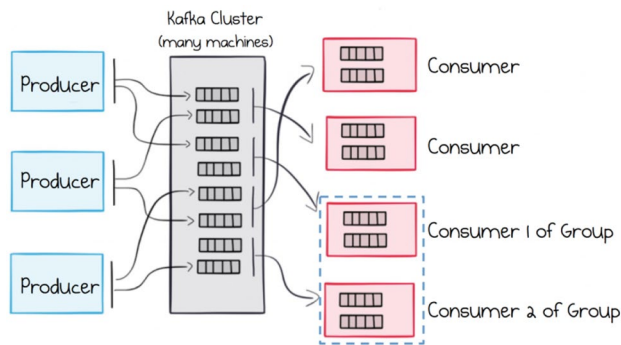 Kafka Cluster
(many machines)
Producer
Producer
Producer
Consumer
Consumer
Consumer 1 of Group
Consumer 2 of Group